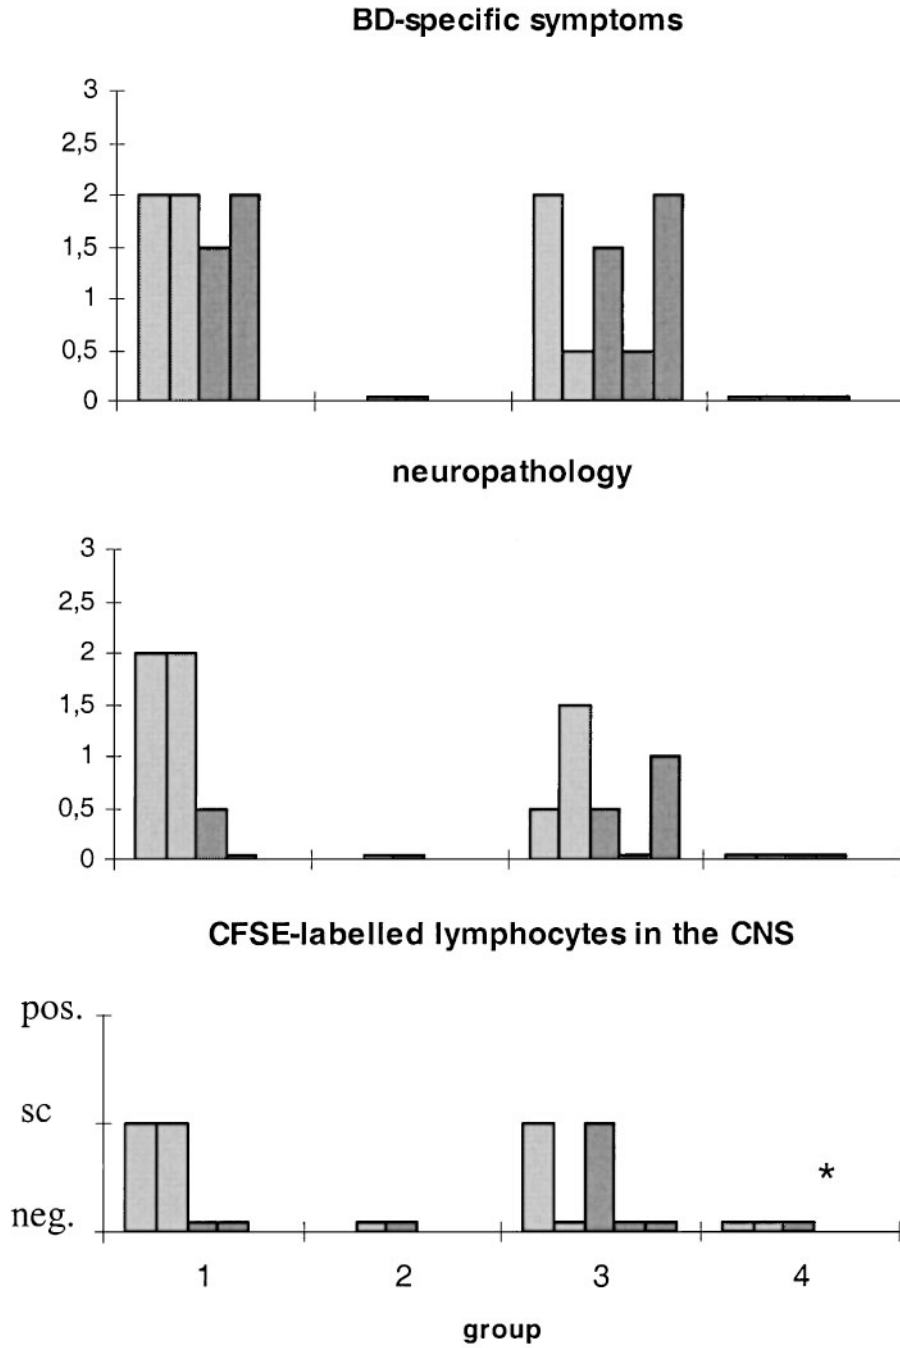 BD-specific symptoms
3
2,5
2
1,5
1
0,5
0
neuropathology
3
2,5
2
1,5
1
0,5
0
CFSE-labelled lymphocytes in the CNS
pos.
sc
*
neg.
1 2 3 4
group